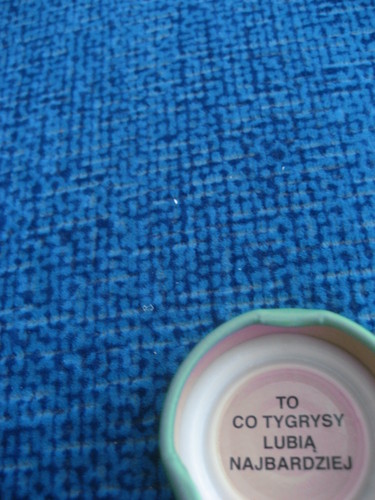 TO
CO TYGRYSY
LUBIĄ
NAJBARDZIEJ